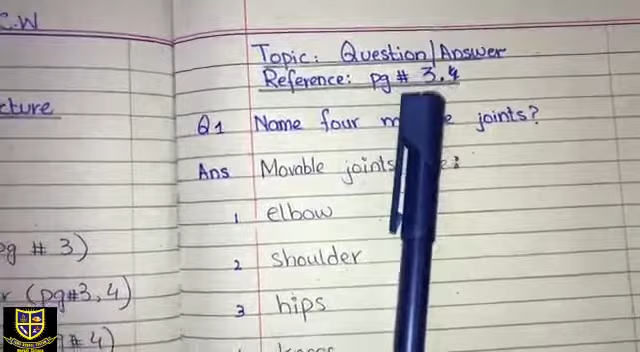 C.W
cture
pg # 3)
r (pg#3,4)
# 4)
Topic: Question/Answer
Reference: pg # 3,4
Q1 Name four joints?
Ans Movable joints
1 elbow
2 shoulder
3 hips